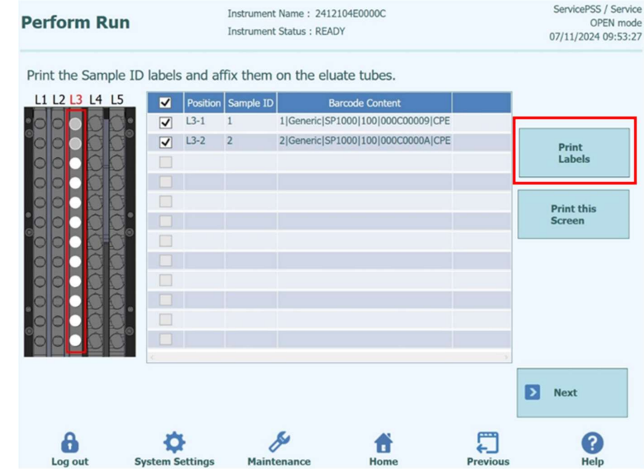 Perform Run
Instrument Name : 2412104E0000C
Instrument Status : READY
ServicePSS / Service
OPEN mode
07/11/2024 09:53:27
Print the Sample ID labels and affix them on the eluate tubes.
L1 L2 L3 L4 L5
Position Sample ID Barcode Content
L3-1 1 1|Generic|SP1000|100|000C00009|CPE
L3-2 2 2|Generic|SP1000|100|000C0000A|CPE
Print
Labels
Print this
Screen
Next
Log out
System Settings
Maintenance
Home
Previous
Help